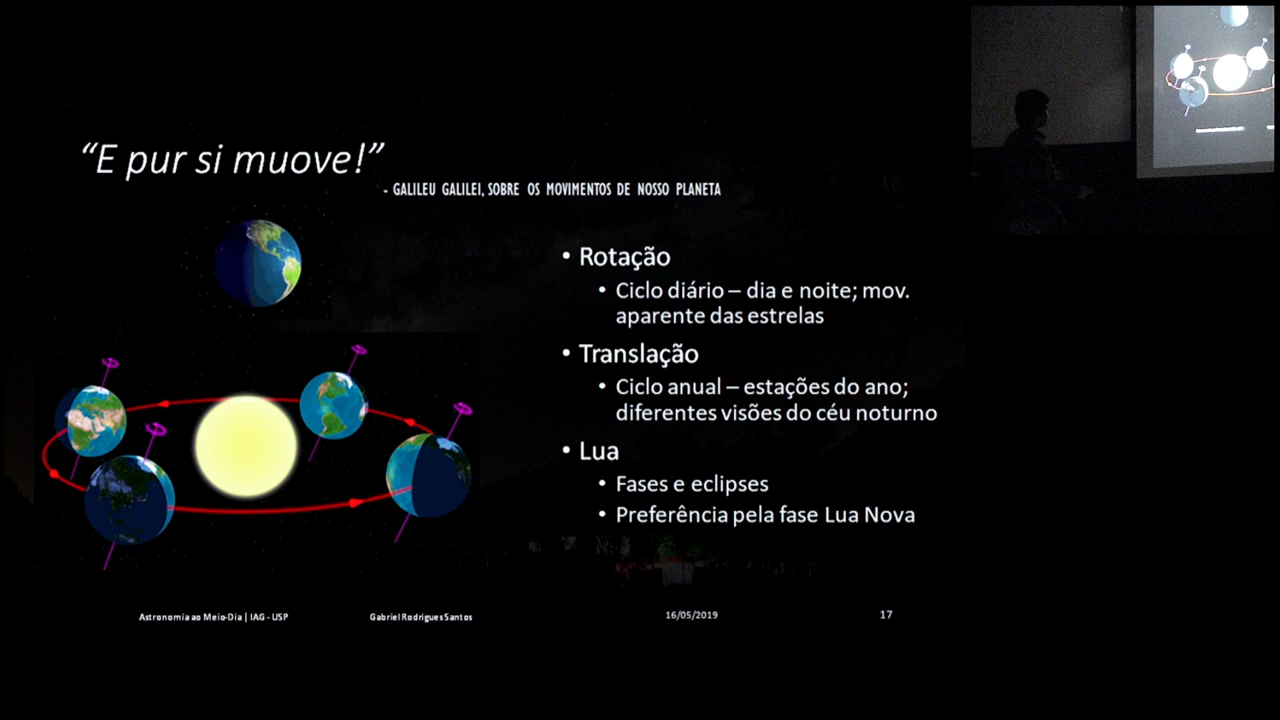 “E pur si muove!”
- GALILEU GALILEI, SOBRE OS MOVIMENTOS DE NOSSO PLANETA
• Rotação
• Ciclo diário – dia e noite; mov.
aparente das estrelas
• Translação
• Ciclo anual – estações do ano;
diferentes visões do céu noturno
• Lua
• Fases e eclipses
• Preferência pela fase Lua Nova
Astronomia ao Meio-Dia | IAG - USP
Gabriel Rodrigues Santos
16/05/2019
17